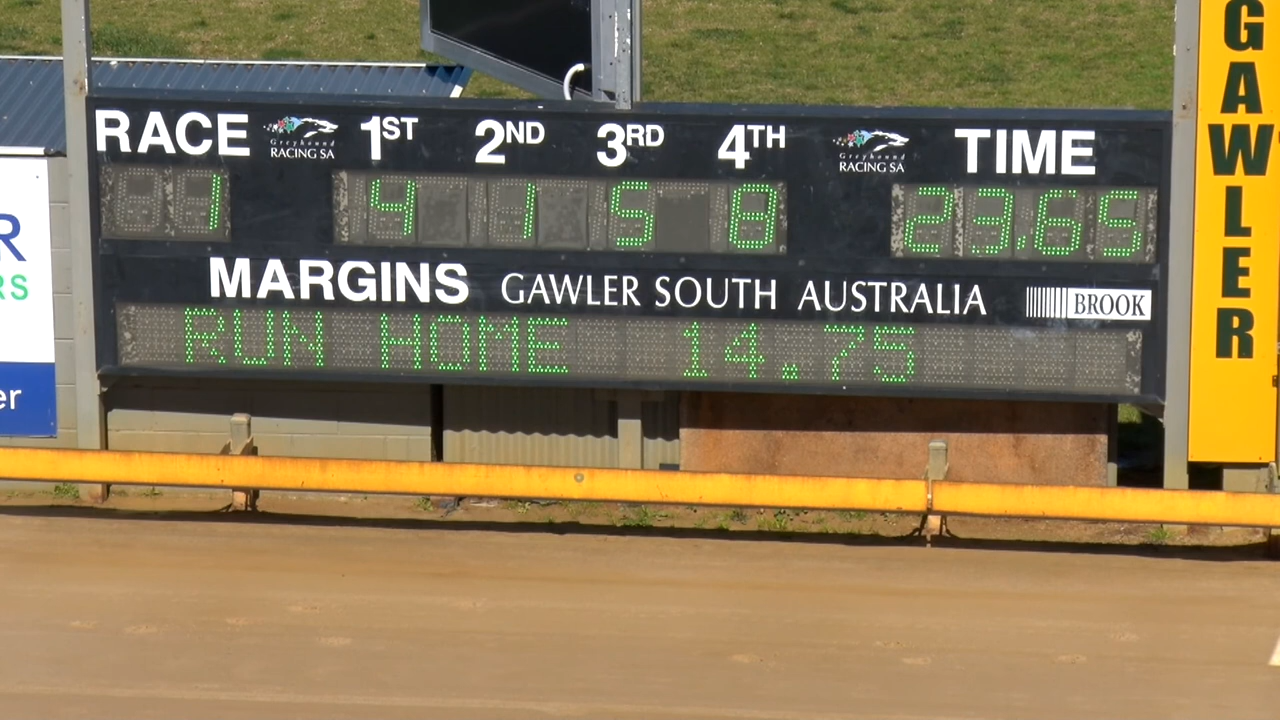 RACE Greyhound RACING SA 1ST 2ND 3RD 4TH Greyhound RACING SA TIME
1 4 1 5 8 23.65
MARGINS GAWLER SOUTH AUSTRALIA BROOK
RUN HOME 14.75
GAWLER
R
RS
er